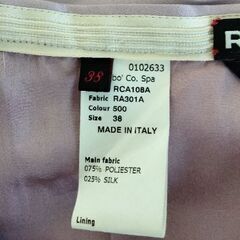 38
R
0102633
bo' Co. Spa
RCA108A
Fabric RA301A
Colour 500
Size 38
MADE IN ITALY
Main fabric
075% POLIESTER
025% SILK
Lining